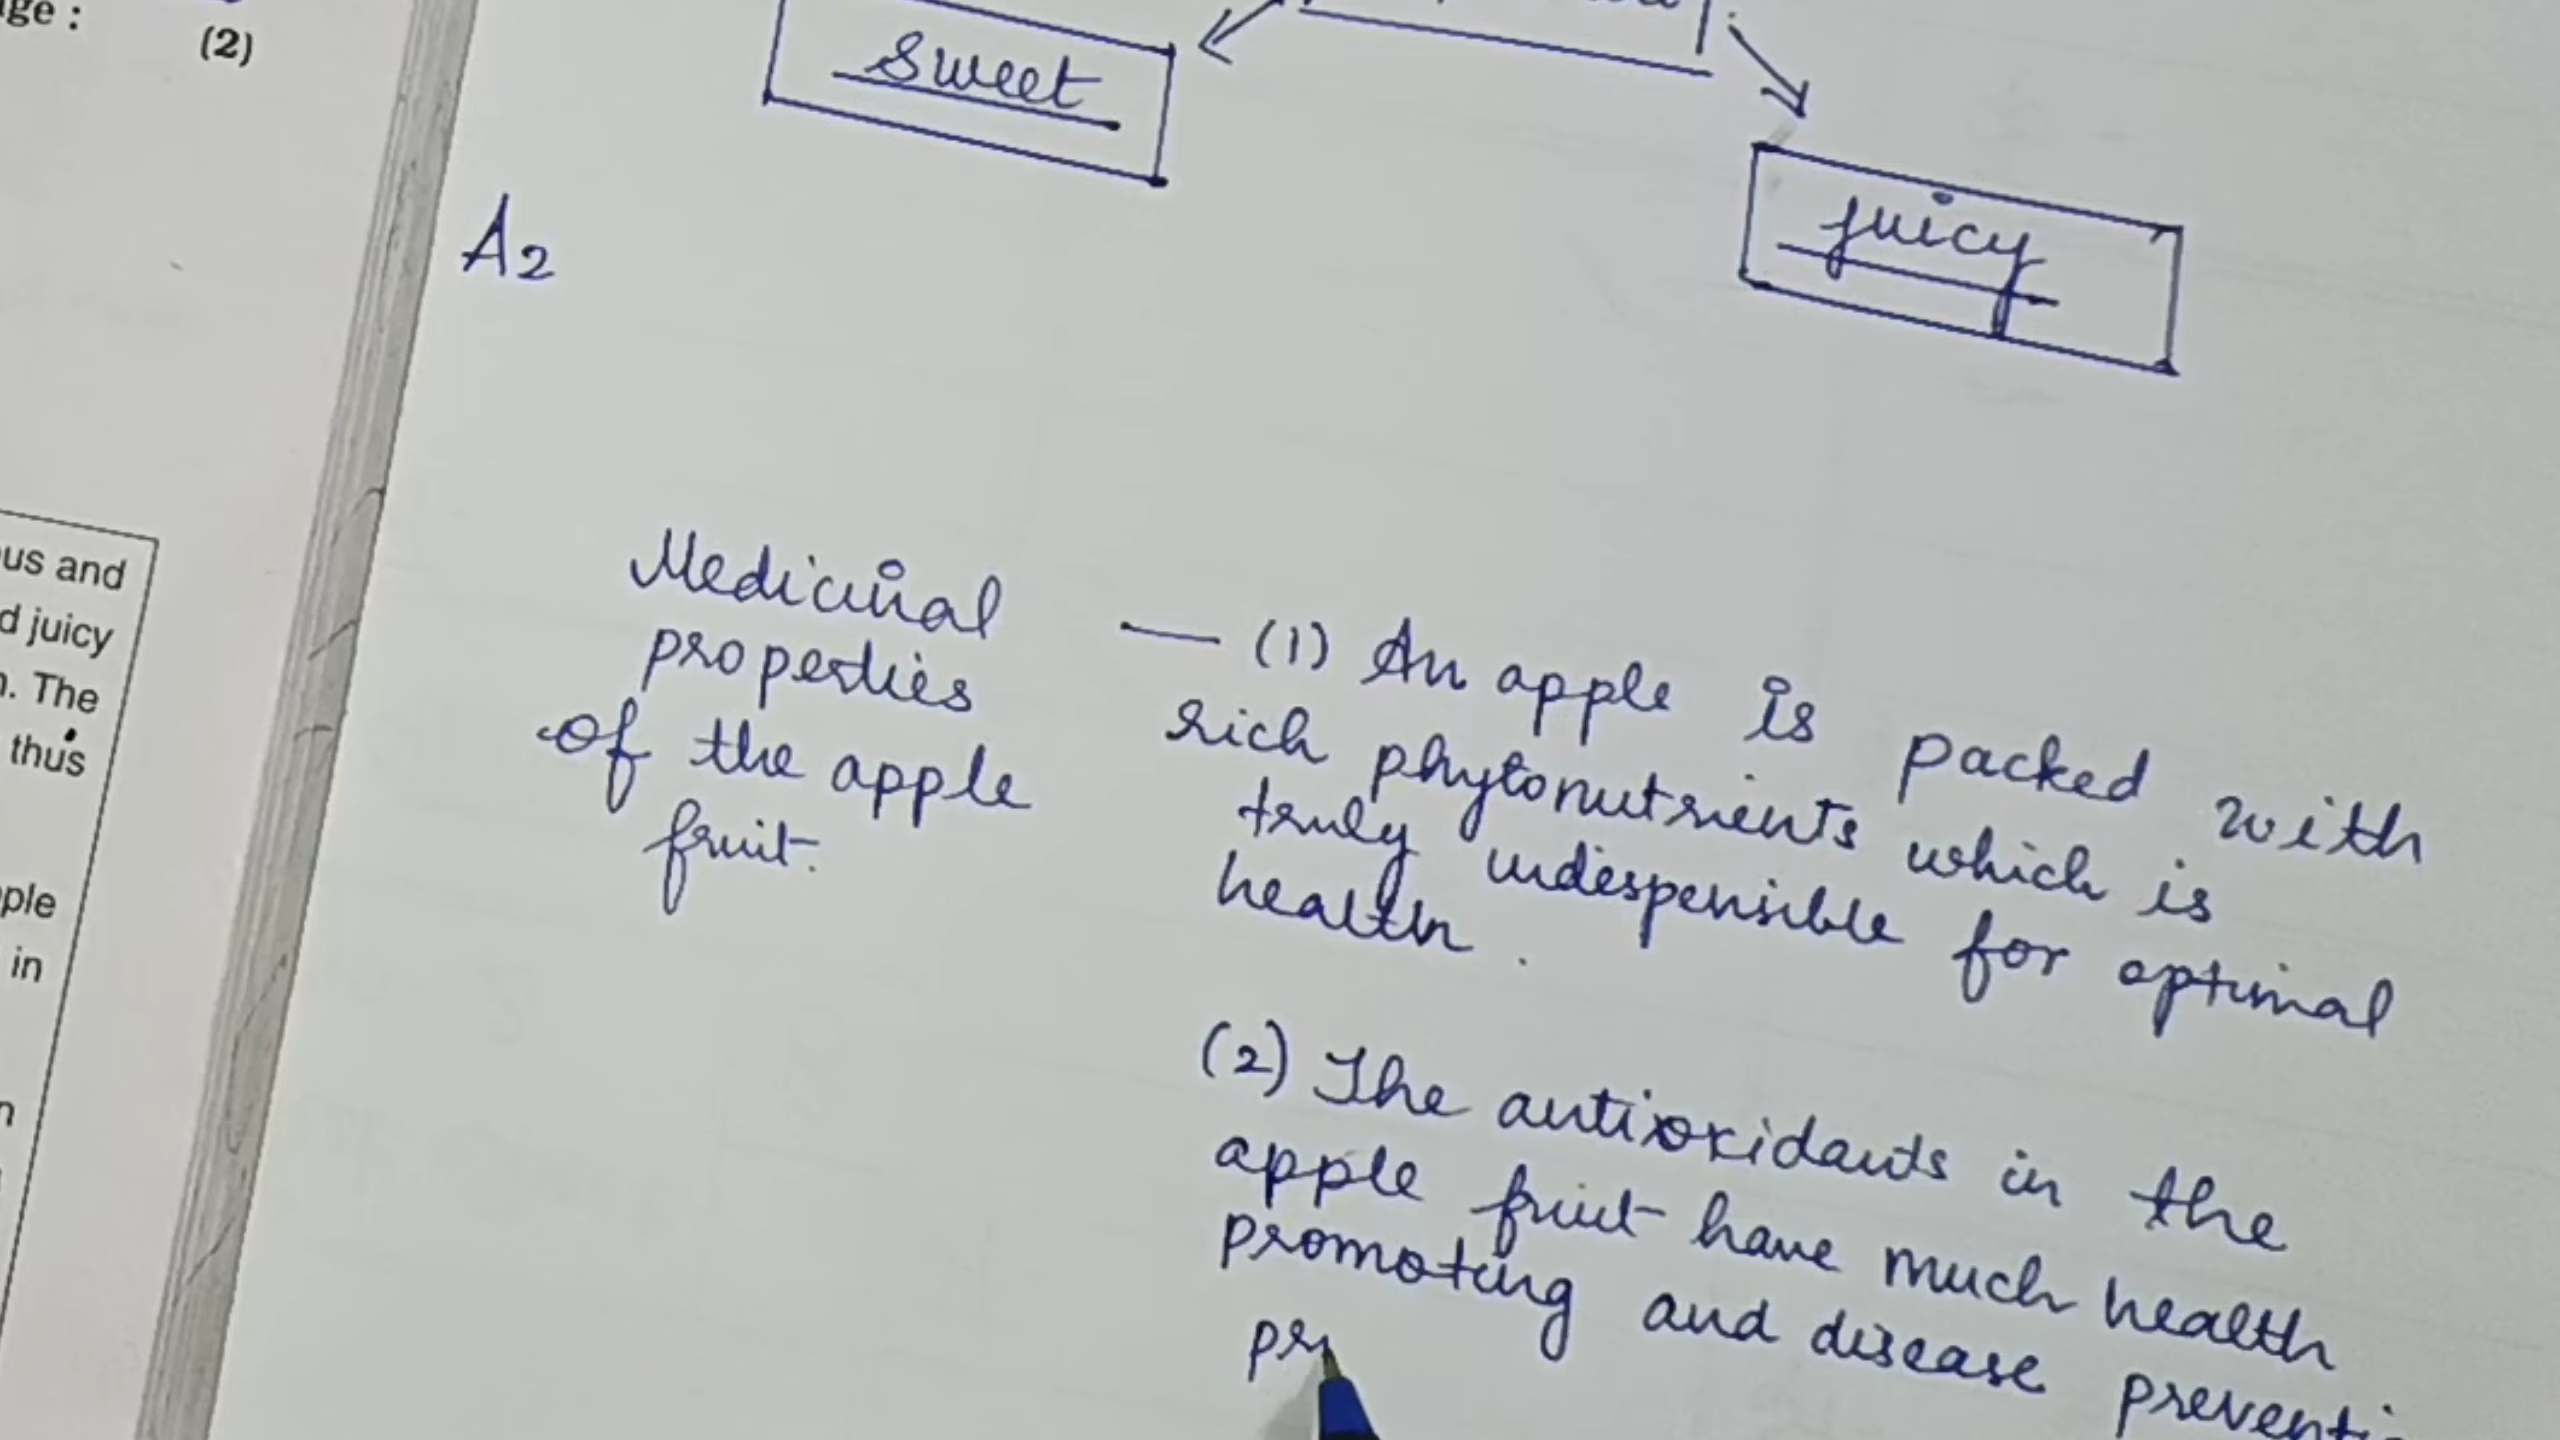 (2)
sweet
juicy
A2
us and
d juicy
. The
thus
ple
in
n
Medicinal
properties
of the apple
fruit.
— (1) An apple is packed with
rich phytonutrients which is
truly indespensible for optimal
health.
(2) The antioxidants in the
apple fruit have much health
promoting and disease preventi
pr